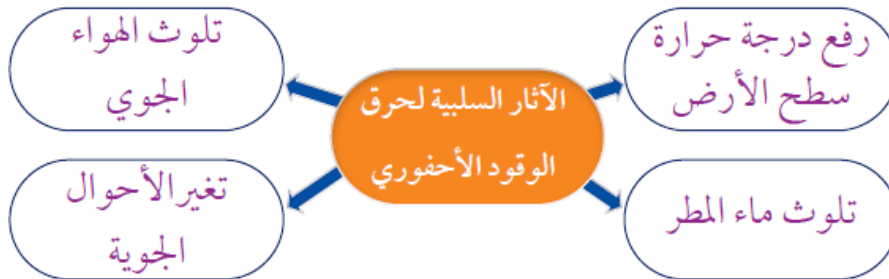 الآثار السلبية لحرق
الوقود الأحفوري
رفع درجة حرارة
سطح الأرض
تلوث الهواء
الجوي
تلوث ماء المطر
تغير الأحوال
الجوية